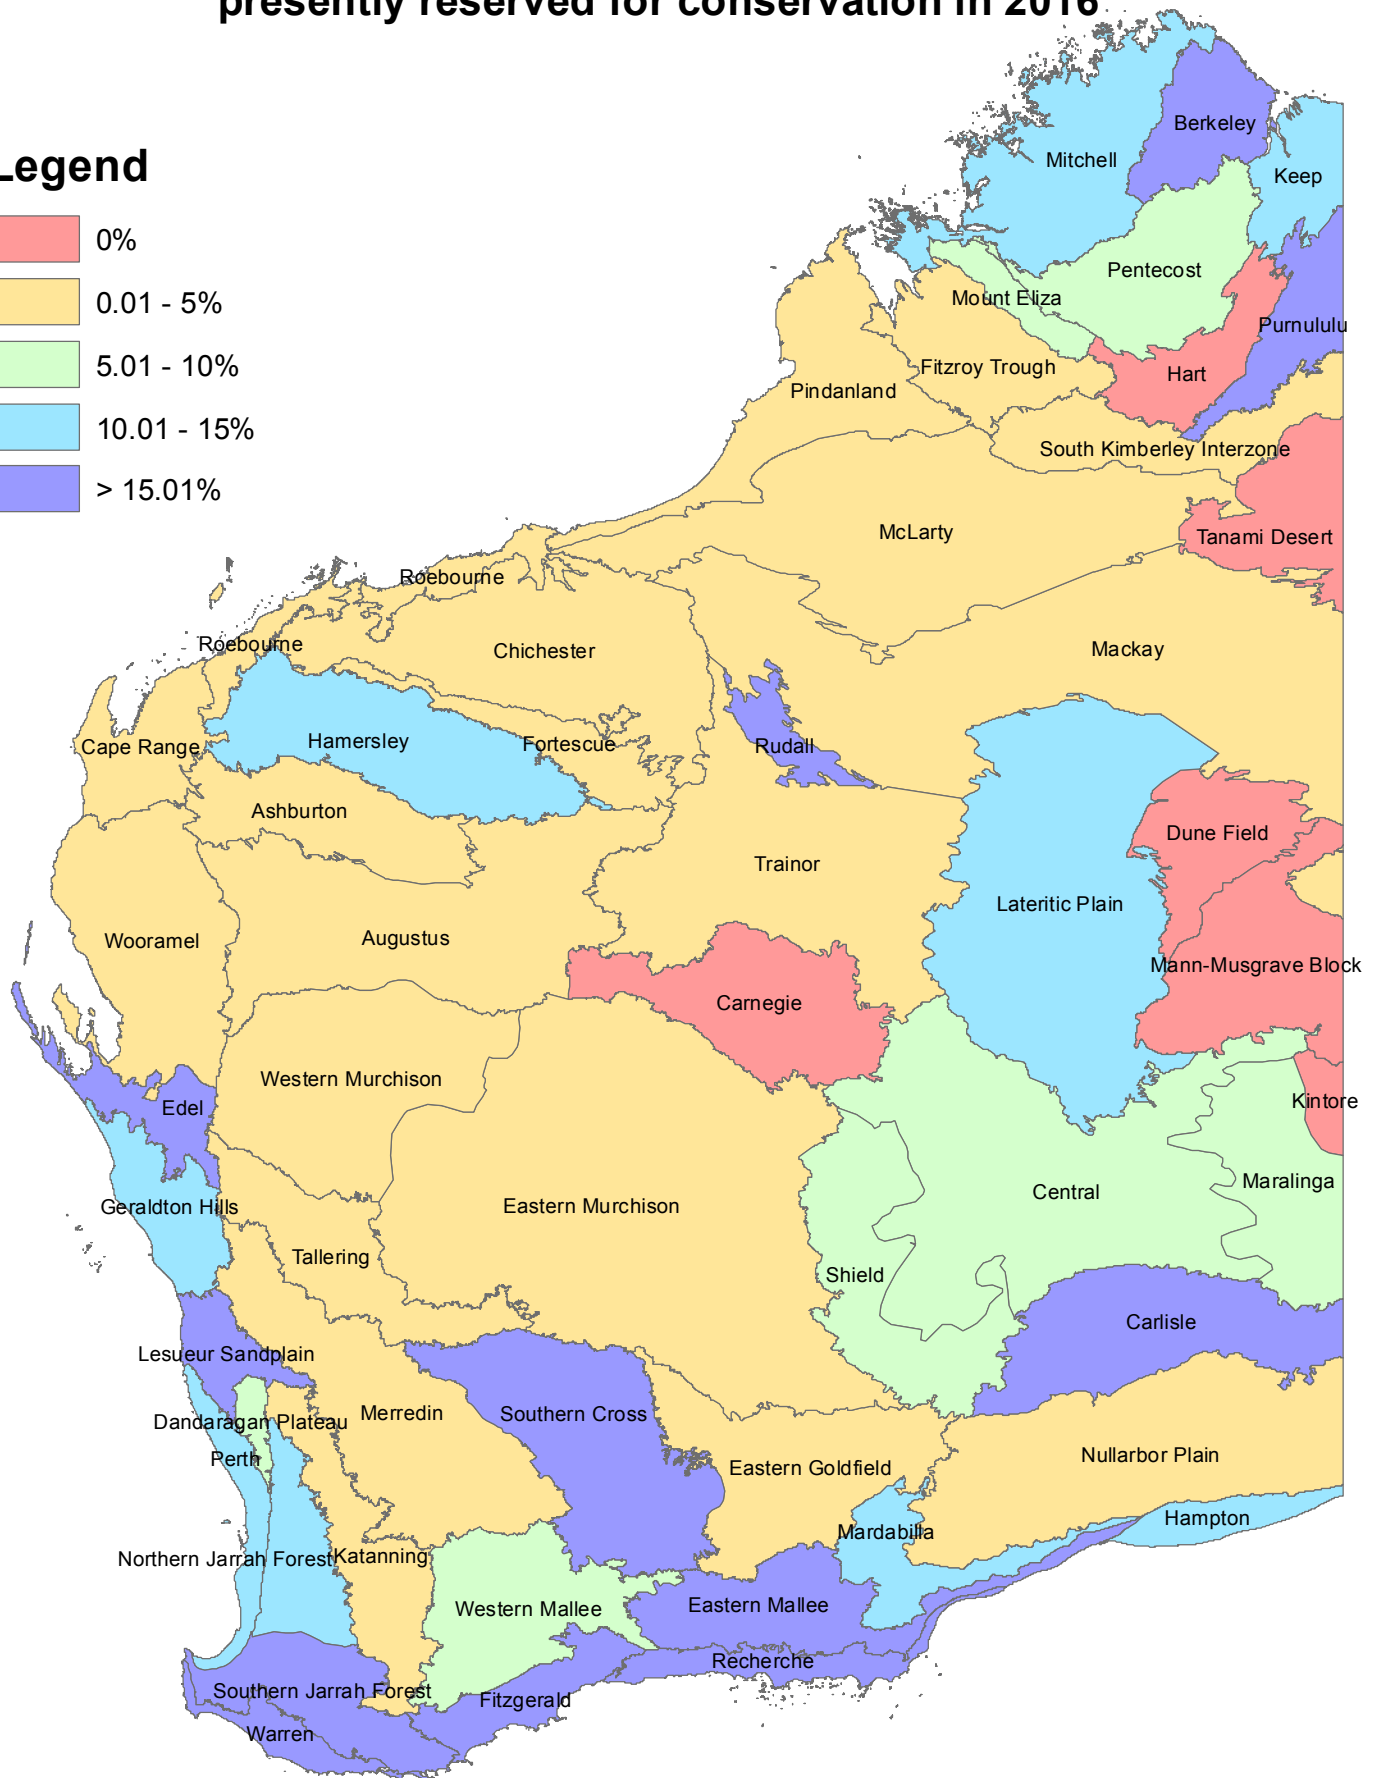 presently reserved for conservation in 2016
Legend
0%
0.01 - 5%
5.01 - 10%
10.01 - 15%
> 15.01%
Berkeley
Mitchell
Keep
Pentecost
Mount Eliza
Purnululu
Fitzroy Trough
Hart
Pindanland
South Kimberley Interzone
McLarty
Tanami Desert
Roebourne
Roebourne
Chichester
Mackay
Hamersley
Fortescue
Rudall
Cape Range
Ashburton
Dune Field
Trainor
Lateritic Plain
Augustus
Wooramel
Mann-Musgrave Block
Carnegie
Western Murchison
Kintore
Edel
Maralinga
Central
Geraldton Hills
Eastern Murchison
Tallering
Shield
Carlisle
Lesueur Sandplain
Merredin
Southern Cross
Dandaragan Plateau
Perth
Nullarbor Plain
Eastern Goldfield
Hampton
Mardabilla
Northern Jarrah Forest
Katanning
Eastern Mallee
Western Mallee
Recherche
Southern Jarrah Forest
Fitzgerald
Warren